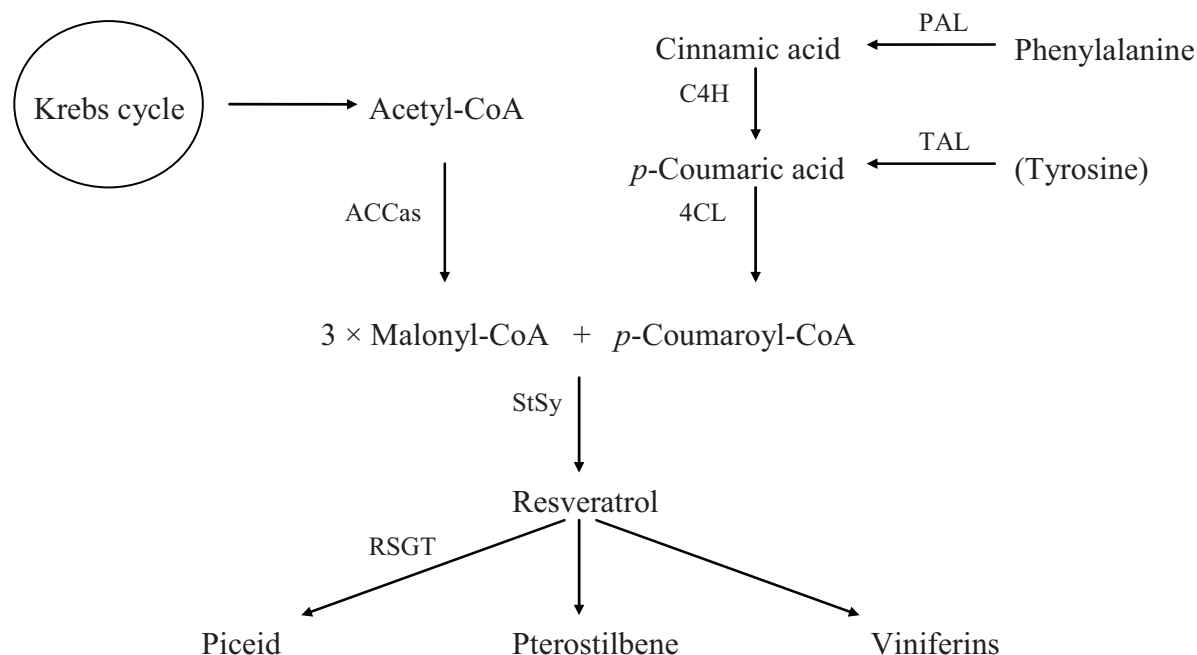 PAL
Cinnamic acid
Phenylalanine
C4H
Krebs cycle
Acetyl-CoA
TAL
p-Coumaric acid
(Tyrosine)
ACCas
4CL
3 × Malonyl-CoA + p-Coumaroyl-CoA
StSy
Resveratrol
RSGT
Piceid
Pterostilbene
Viniferins